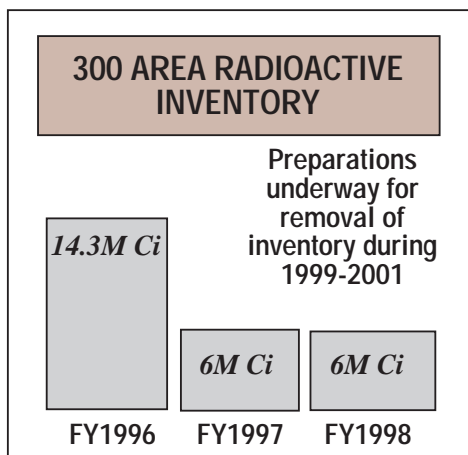 300 AREA RADIOACTIVE
INVENTORY
Preparations
underway for
removal of
inventory during
1999-2001
14.3M Ci
6M Ci
6M Ci
FY1996
FY1997
FY1998